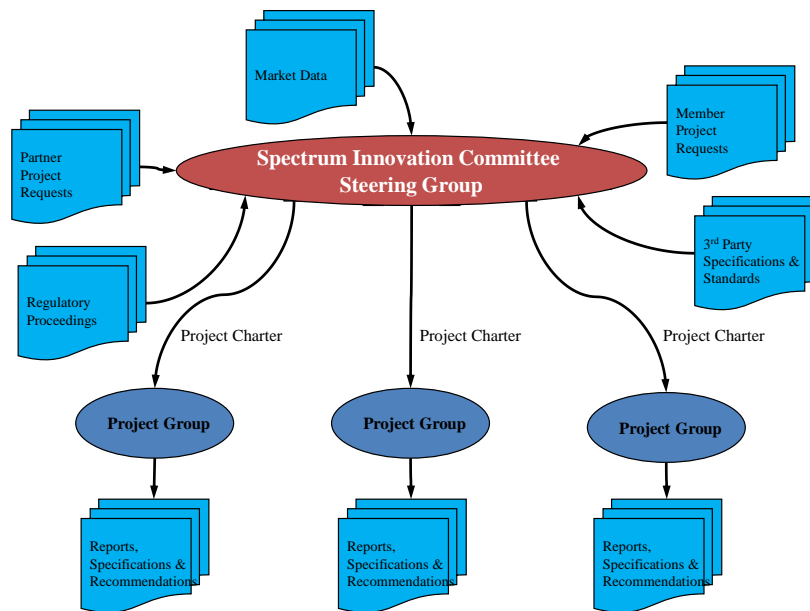 Market Data
Member
Project
Requests
Partner
Project
Requests
Spectrum Innovation Committee
Steering Group
3rd Party
Specifications &
Standards
Regulatory
Proceedings
Project Charter
Project Charter
Project Charter
Project Group
Project Group
Project Group
Reports,
Specifications &
Recommendations
Reports,
Specifications &
Recommendations
Reports,
Specifications &
Recommendations